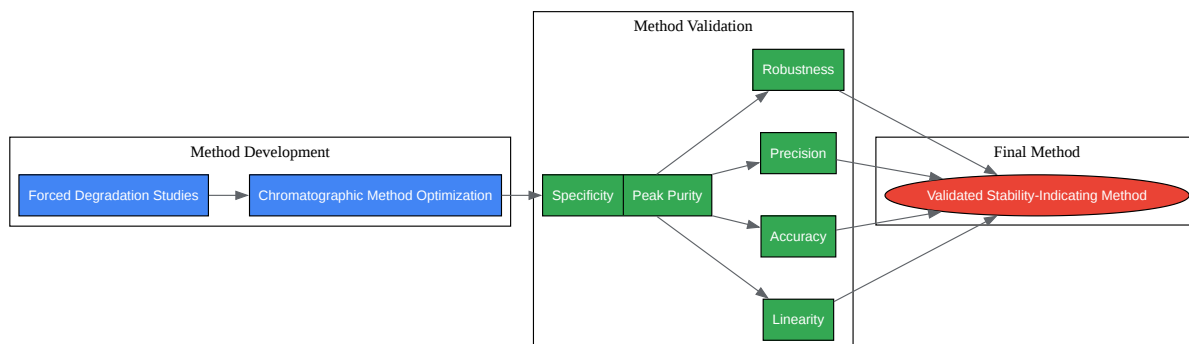 Method Development
Forced Degradation Studies
Chromatographic Method Optimization
Method Validation
Specificity
Peak Purity
Robustness
Precision
Accuracy
Linearity
Final Method
Validated Stability-Indicating Method